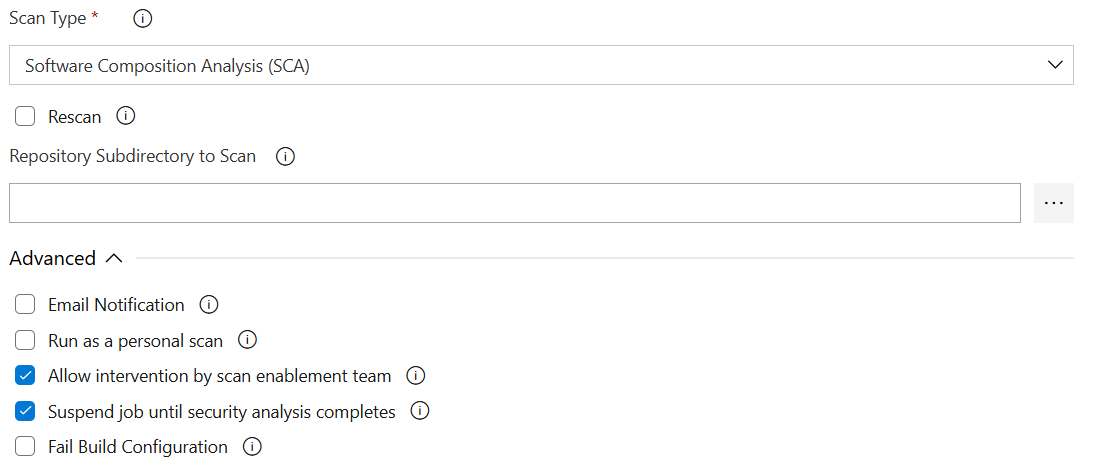 Scan Type *
Software Composition Analysis (SCA)
Rescan
Repository Subdirectory to Scan
...
Advanced
Email Notification
Run as a personal scan
Allow intervention by scan enablement team
Suspend job until security analysis completes
Fail Build Configuration